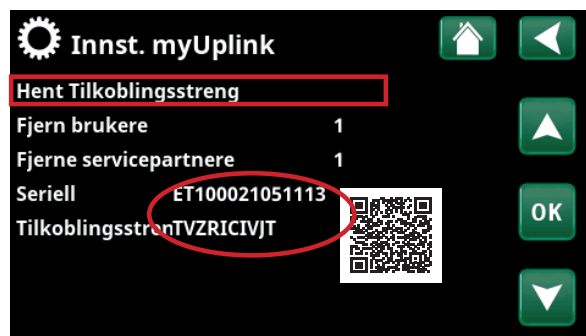 Innst. myUplink
Hent Tilkoblingsstreng
Fjern brukere 1
Fjerne servicepartnere 1
Seriell ET100021051113
TilkoblingsstrenTVZRICIVJT
OK